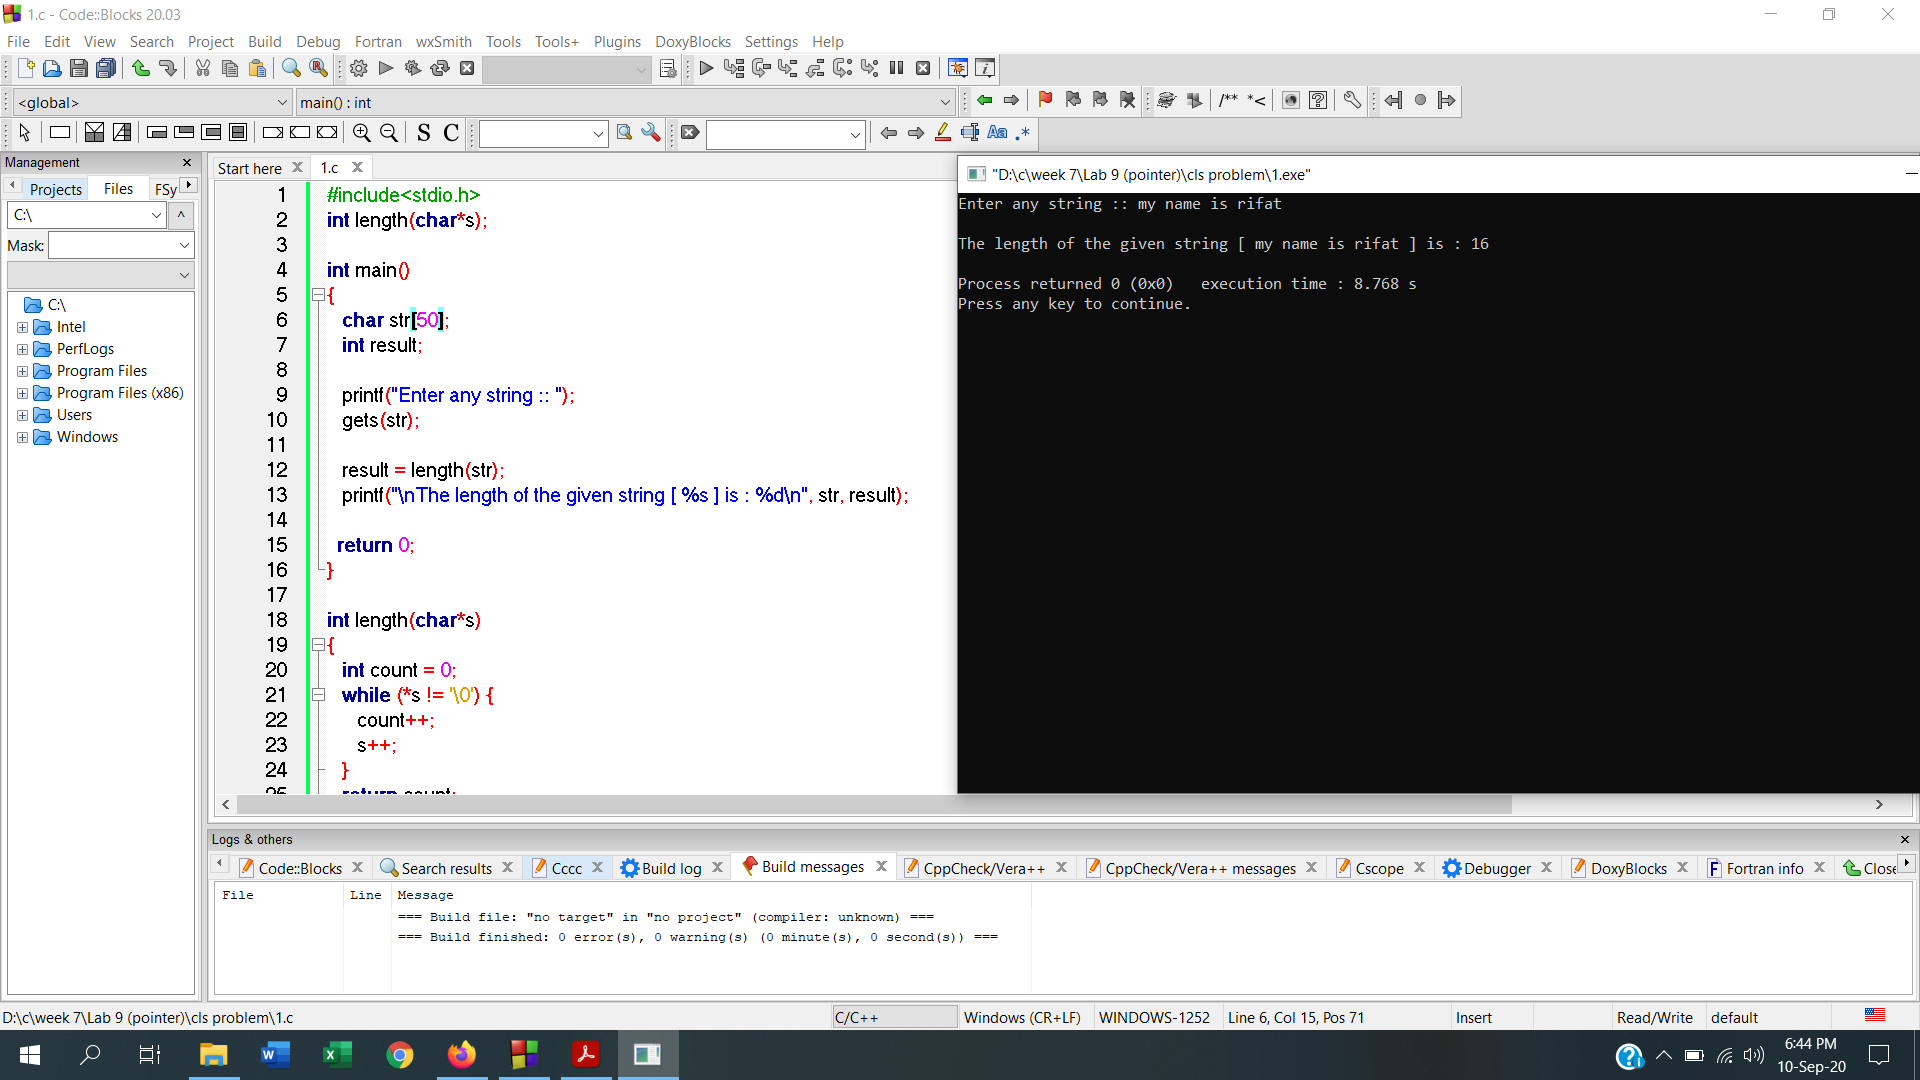 1.c - Code::Blocks 20.03
File Edit View Search Project Build Debug Fortran wxSmith Tools Tools+ Plugins DoxyBlocks Settings Help
<global> main() : int
/** *<
S C Aa .*
Management
Start here 1.c
Projects Files FSy
C:\
Mask:
C:\
Intel
PerfLogs
Program Files
Program Files (x86)
Users
Windows
1 #include<stdio.h>
2 int length(char*s);
3
4 int main()
5 {
6 char str[50];
7 int result;
8
9 printf("Enter any string :: ");
10 gets(str);
11
12 result = length(str);
13 printf("\nThe length of the given string [ %s ] is : %d\n", str, result);
14
15 return 0;
16 }
17
18 int length(char*s)
19 {
20 int count = 0;
21 while (*s != '\0') {
22 count++;
23 s++;
24 }
25 return count;
"D:\c\week 7\Lab 9 (pointer)\cls problem\1.exe"
Enter any string :: my name is rifat
The length of the given string [ my name is rifat ] is : 16
Process returned 0 (0x0) execution time : 8.768 s
Press any key to continue.
Logs & others
Code::Blocks Search results Cccc Build log Build messages CppCheck/Vera++ CppCheck/Vera++ messages Cscope Debugger DoxyBlocks Fortran info Close
File Line Message
=== Build file: "no target" in "no project" (compiler: unknown) ===
=== Build finished: 0 error(s), 0 warning(s) (0 minute(s), 0 second(s)) ===
D:\c\week 7\Lab 9 (pointer)\cls problem\1.c C/C++ Windows (CR+LF) WINDOWS-1252 Line 6, Col 15, Pos 71 Insert Read/Write default
6:44 PM
10-Sep-20